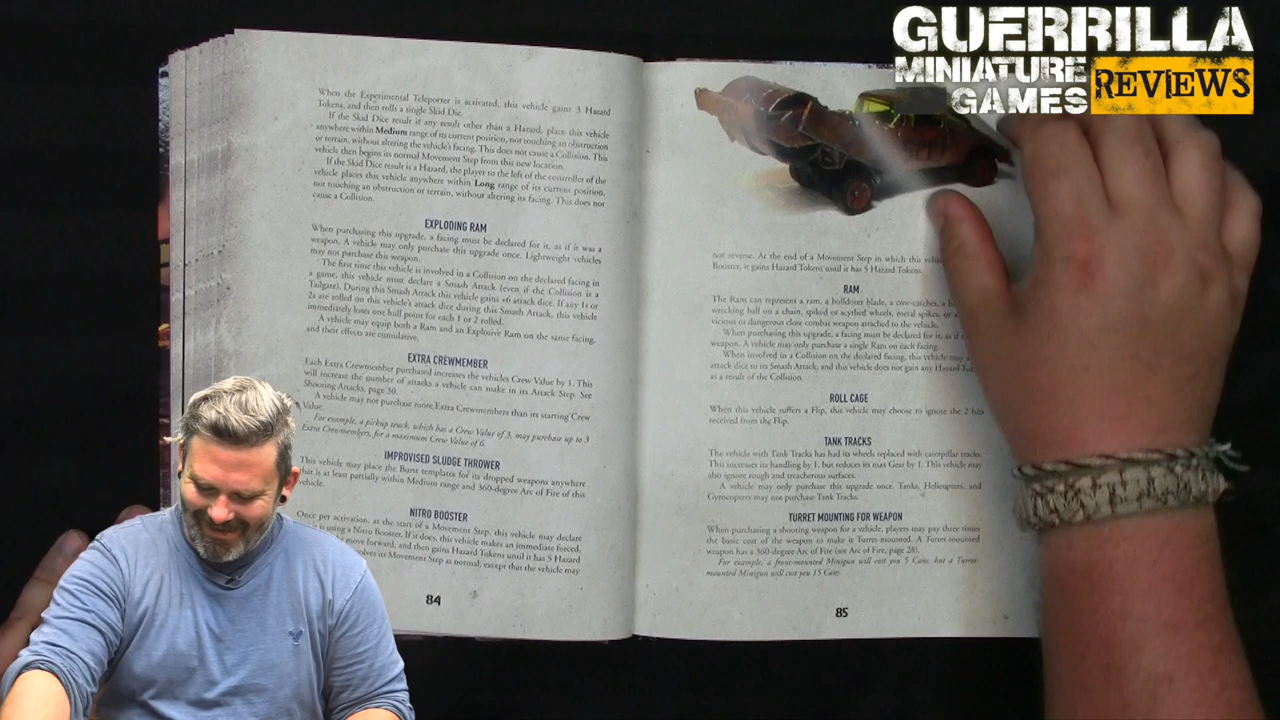 GUERRILLA
MINIATURE
GAMES
REVIEWS
When the Experimental Teleporter is activated, this vehicle gains 3 Hazard
Tokens, and then rolls a single Skid Die.
If the Skid Dice result if any result other than a Hazard, place this vehicle
anywhere within Medium range of its current position, not touching an obstruction
or terrain, without altering the vehicle's facing. This does not cause a Collision. This
vehicle then begins its normal Movement Step from this new location.
If the Skid Dice result is a Hazard, the player to the left of the controller of the
vehicle places this vehicle anywhere within Long range of its current position,
not touching an obstruction or terrain, without altering its facing. This does not
cause a Collision.
EXPLODING RAM
When purchasing this upgrade, a facing must be declared for it, as if it was a
weapon. A vehicle may only purchase this upgrade once. Lightweight vehicles
may not purchase this weapon.
The first time this vehicle is involved in a Collision on the declared facing in
a game, this vehicle must declare a Smash Attack (even if the Collision is a
Tailgate). During this Smash Attack this vehicle gains +6 attack dice. If any 1s or
2s are rolled on this vehicle's attack dice during this Smash Attack, this vehicle
immediately loses one hull point for each 1 or 2 rolled.
A vehicle may equip both a Ram and an Explosive Ram on the same facing,
and their effects are cumulative.
EXTRA CREWMEMBER
Each Extra Crewmember purchased increases the vehicles Crew Value by 1. This
will increase the number of attacks a vehicle can make in its Attack Step. See
Shooting Attacks, page 30.
A vehicle may not purchase more Extra Crewmembers than its starting Crew
Value.
For example, a pickup truck, which has a Crew Value of 3, may purchase up to 3
Extra Crewmembers, for a maximum Crew Value of 6.
IMPROVISED SLUDGE THROWER
This vehicle may place the Burst templates for its dropped weapons anywhere
that is at least partially within Medium range and 360-degree Arc of Fire of this
vehicle.
NITRO BOOSTER
Once per activation, at the start of a Movement Step, this vehicle may declare
it is using a Nitro Booster. If it does, this vehicle makes an immediate forced,
move forward, and then gains Hazard Tokens until it has 5 Hazard
its Movement Step as normal, except that the vehicle may
84
not reverse. At the end of a Movement Step in which this
Booster, it gains Hazard Tokens until it has 5 Hazard Tokens.
RAM
The Ram can represent a ram, a bulldozer blade, a cow-catcher, a
wrecking ball on a chain, spiked or scythed wheels, metal spikes, or
vicious or dangerous close combat weapon attached to the vehicle.
When purchasing this upgrade, a facing must be declared for it, as if
weapon. A vehicle may only purchase a single Ram on each facing.
When involved in a Collision on the declared facing, this vehicle may
attack dice to its Smash Attack, and this vehicle does not gain any Hazard
as a result of the Collision.
ROLL CAGE
When this vehicle suffers a Flip, this vehicle may choose to ignore the 2 hits
received from the Flip.
TANK TRACKS
The vehicle with Tank Tracks has had its wheels replaced with caterpillar tracks.
This increases its handling by 1, but reduces its max Gear by 1. This vehicle may
also ignore rough and treacherous surfaces.
A vehicle may only purchase this upgrade once. Tanks, Helicopters, and
Gyrocopters may not purchase Tank Tracks.
TURRET MOUNTING FOR WEAPON
When purchasing a shooting weapon for a vehicle, players may pay three times
the basic cost of the weapon to make it Turret-mounted. A Turret-mounted
weapon has a 360-degree Arc of Fire (see Arc of Fire, page 28).
For example, a front-mounted Minigun will cost you 5 Cans, but a Turret-
mounted Minigun will cost you 15 Cans.
85